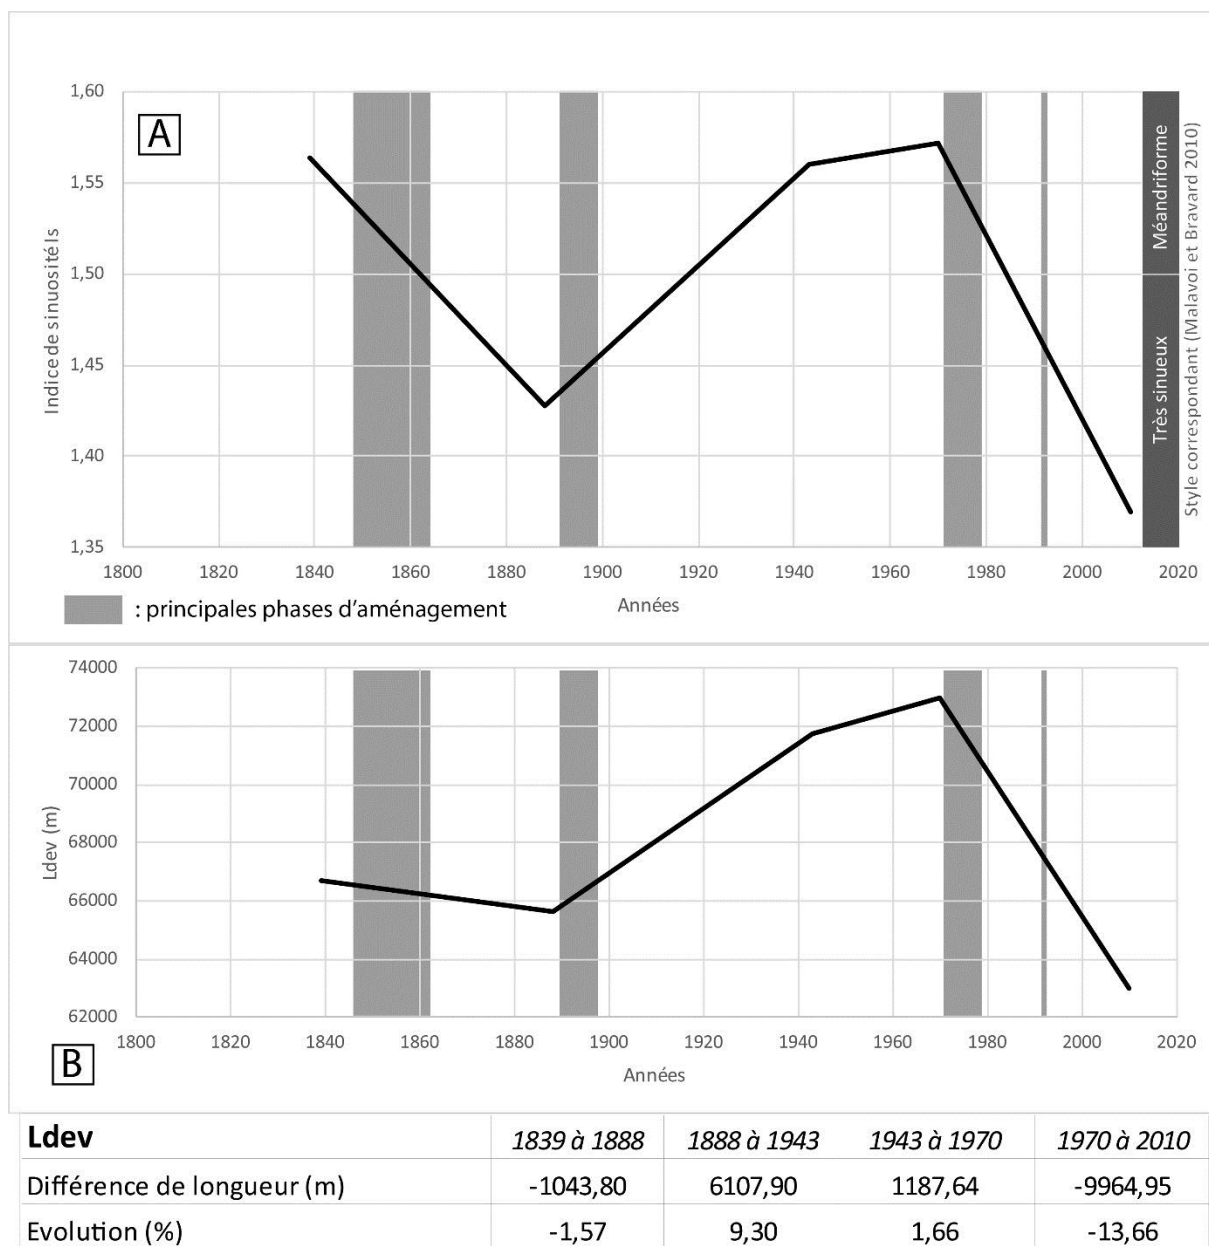 1,60
A
1,55
1,50
1,45
1,40
1,35
Indice de sinuosité Is
Méandriforme
Très sinueux
Style correspondant (Malavoi et Bravard 2010)
1800 1820 1840 1860 1880 1900 1920 1940 1960 1980 2000 2020
Années
: principales phases d’aménagement
74000
72000
70000
68000
66000
64000
62000
Ldev (m)
1800 1820 1840 1860 1880 1900 1920 1940 1960 1980 2000 2020
B
Années
Ldev 1839 à 1888 1888 à 1943 1943 à 1970 1970 à 2010
Différence de longueur (m) -1043,80 6107,90 1187,64 -9964,95
Evolution (%) -1,57 9,30 1,66 -13,66